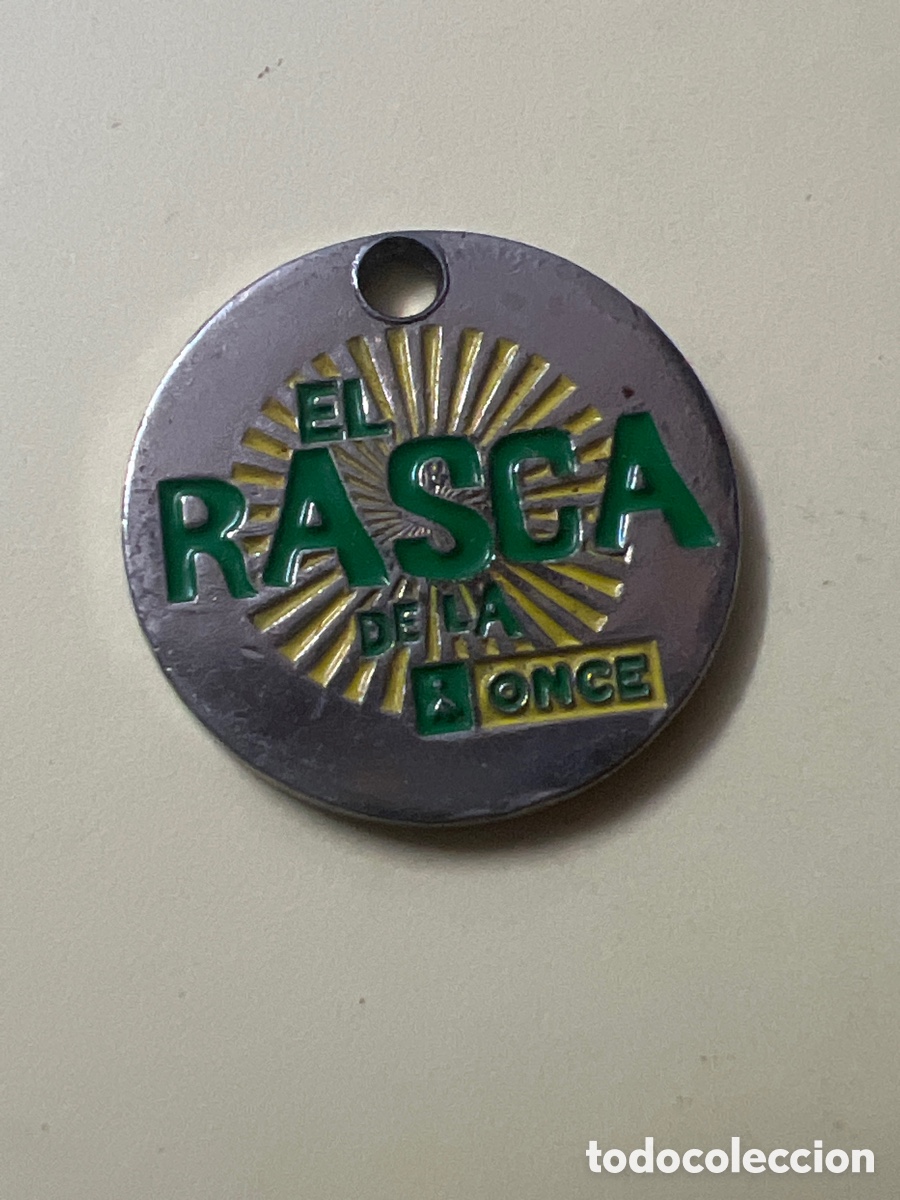 EL
RASCA
DE LA
ONCE
todocoleccion